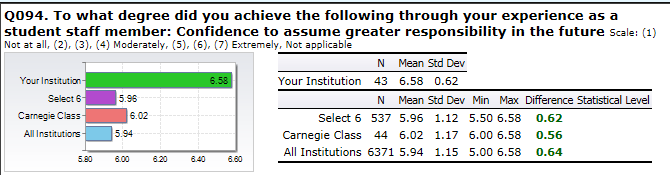 Q094. To what degree did you achieve the following through your experience as a
student staff member: Confidence to assume greater responsibility in the future Scale: (1)
Not at all, (2), (3), (4) Moderately, (5), (6), (7) Extremely, Not applicable
Your Institution 6.58
Select 6 5.96
Carnegie Class 6.02
All Institutions 5.94
5.80 6.00 6.20 6.40 6.60
N Mean Std Dev
Your Institution 43 6.58 0.62
N Mean Std Dev Min Max Difference Statistical Level
Select 6 537 5.96 1.12 5.50 6.58 0.62
Carnegie Class 44 6.02 1.17 6.00 6.58 0.56
All Institutions 6371 5.94 1.15 5.00 6.58 0.64